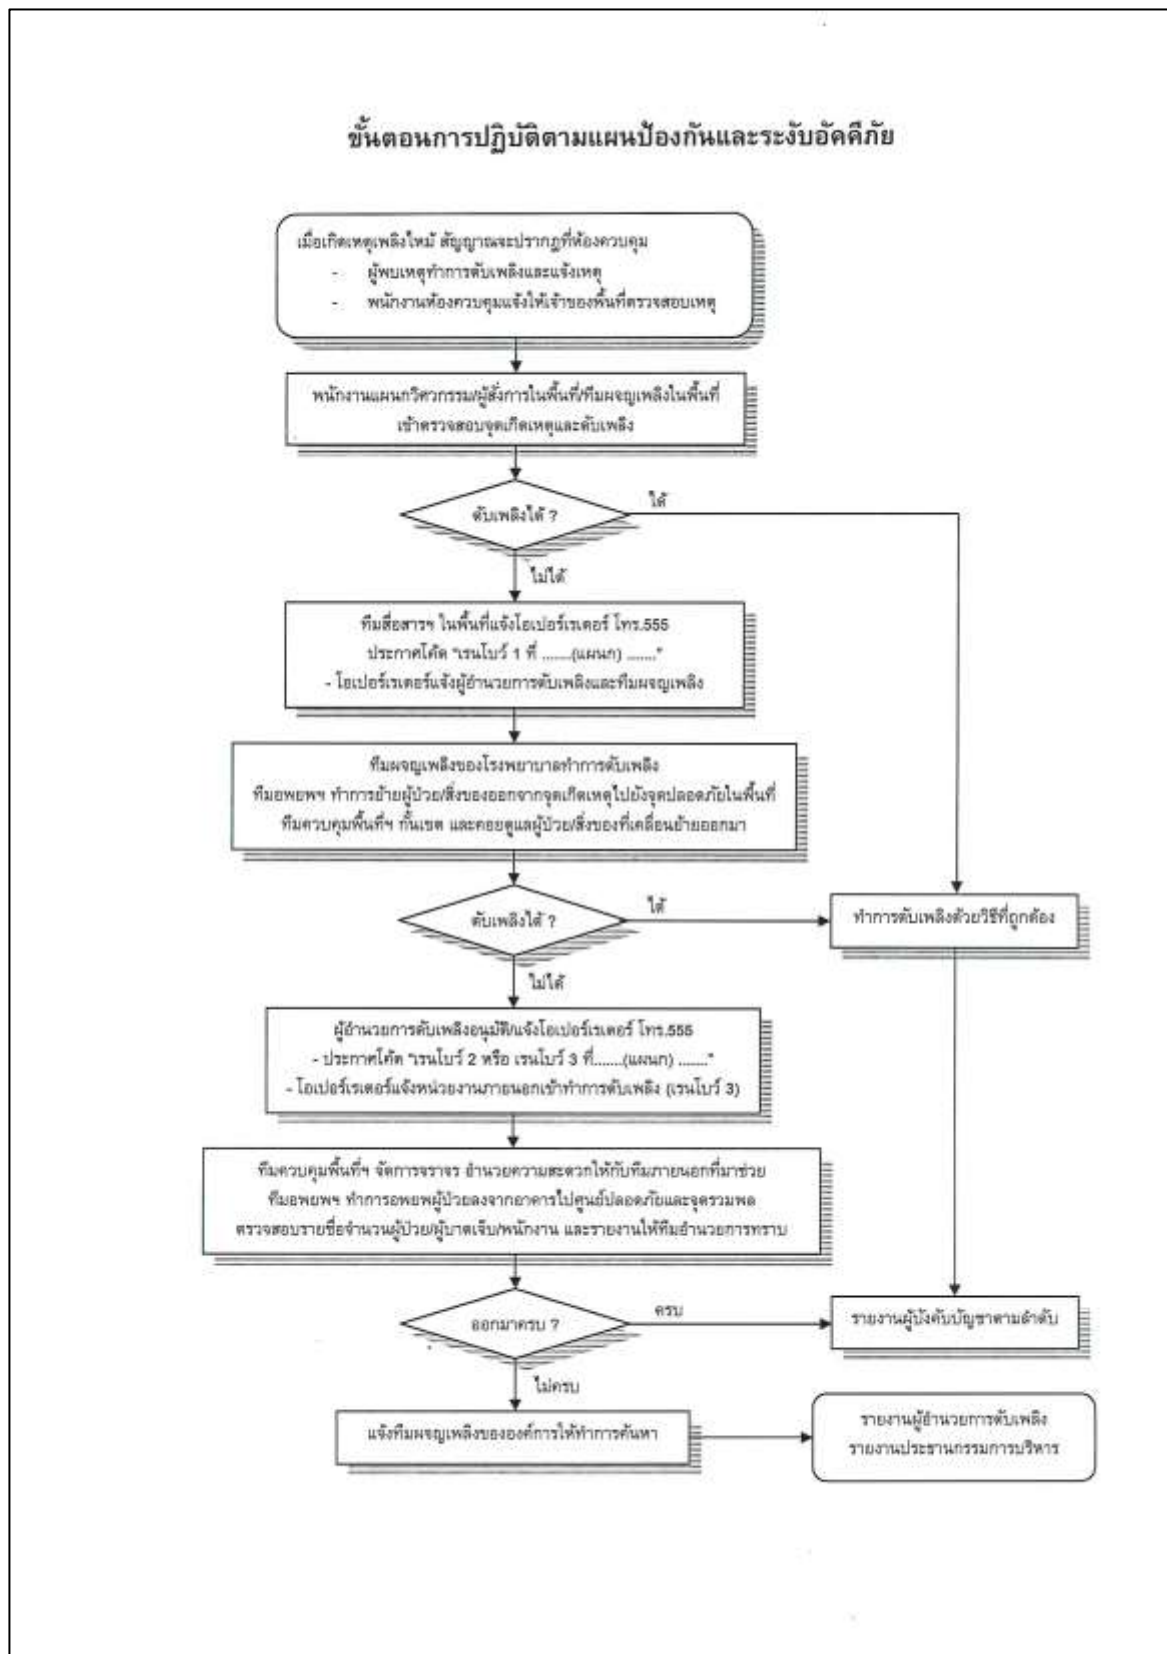 ขั้นตอนการปฏิบัติตามแผนป้องกันและระงับอัคคีภัย
เมื่อเกิดเหตุเพลิงไหม้ สัญญาณจะปรากฏที่ห้องควบคุม
- ผู้พบเหตุทำการดับเพลิงและแจ้งเหตุ
- พนักงานห้องควบคุมแจ้งให้เจ้าของพื้นที่ตรวจสอบเหตุ
พนักงานแผนกวิศวกรรม/ผู้สั่งการในพื้นที่/ทีมผจญเพลิงในพื้นที่
เข้าตรวจสอบจุดเกิดเหตุและดับเพลิง
ดับเพลิงได้ ?
ได้
ไม่ได้
ทีมสื่อสารฯ ในพื้นที่แจ้งโอเปอร์เรเตอร์ โทร.555
ประกาศโค้ด "เรนโบว์ 1 ที่ .......(แผนก) ......."
- โอเปอร์เรเตอร์แจ้งผู้อำนวยการดับเพลิงและทีมผจญเพลิง
ทีมผจญเพลิงของโรงพยาบาลทำการดับเพลิง
ทีมอพยพฯ ทำการย้ายผู้ป่วย/สิ่งของออกจากจุดเกิดเหตุไปยังจุดปลอดภัยในพื้นที่
ทีมควบคุมพื้นที่ฯ กั้นเขต และคอยดูแลผู้ป่วย/สิ่งของที่เคลื่อนย้ายออกมา
ดับเพลิงได้ ?
ได้
ทำการดับเพลิงด้วยวิธีที่ถูกต้อง
ไม่ได้
ผู้อำนวยการดับเพลิงอนุมัติ/แจ้งโอเปอร์เรเตอร์ โทร.555
- ประกาศโค้ด "เรนโบว์ 2 หรือ เรนโบว์ 3 ที่.......(แผนก) ......."
- โอเปอร์เรเตอร์แจ้งหน่วยงานภายนอกเข้าทำการดับเพลิง (เรนโบว์ 3)
ทีมควบคุมพื้นที่ฯ จัดการจราจร อำนวยความสะดวกให้กับทีมภายนอกที่มาช่วย
ทีมอพยพฯ ทำการอพยพผู้ป่วยลงจากอาคารไปศูนย์ปลอดภัยและจุดรวมพล
ตรวจสอบรายชื่อจำนวนผู้ป่วย/ผู้บาดเจ็บ/พนักงาน และรายงานให้ทีมอำนวยการทราบ
ออกมาครบ ?
ครบ
รายงานผู้บังคับบัญชาตามลำดับ
ไม่ครบ
แจ้งทีมผจญเพลิงขององค์การให้ทำการค้นหา
รายงานผู้อำนวยการดับเพลิง
รายงานประธานกรรมการบริหาร